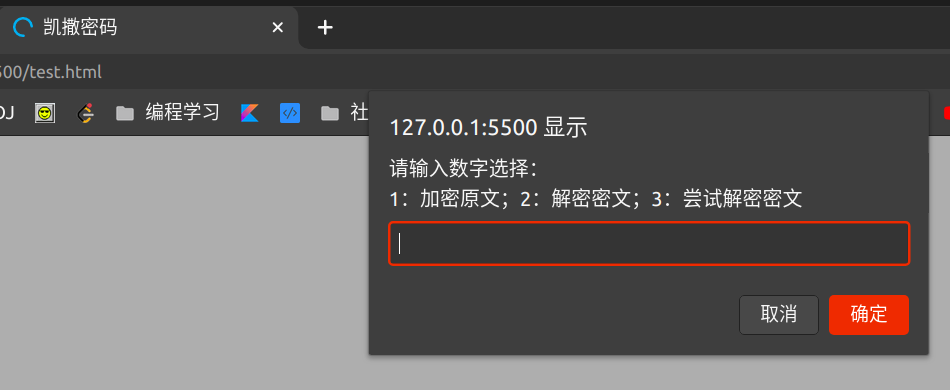 凯撒密码
500/test.html
OJ
编程学习
社
127.0.0.1:5500 显示
请输入数字选择：
1：加密原文；2：解密密文；3：尝试解密密文
取消
确定